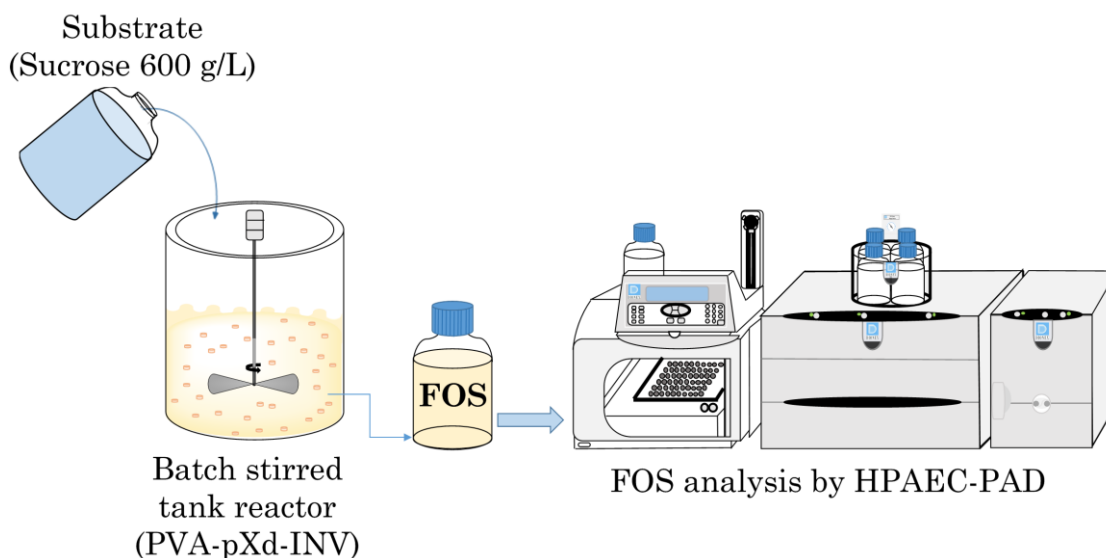 Substrate
(Sucrose 600 g/L)
FOS
Batch stirred
tank reactor
(PVA-pXd-INV)
FOS analysis by HPAEC-PAD